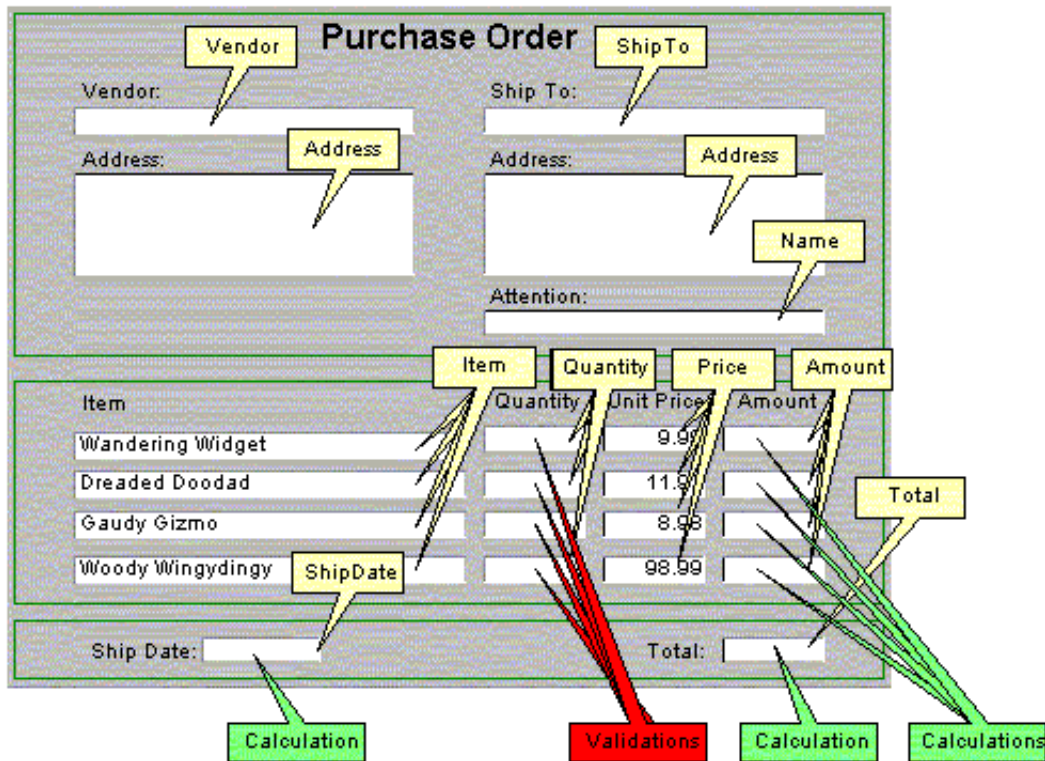 Purchase Order
Vendor
ShipTo
Vendor:
Ship To:
Address
Address
Address:
Address:
Name
Attention:
Item
Quantity
Price
Amount
Item
Quantity
Unit Price
Amount
Wandering Widget
9.99
Dreaded Doodad
Total
Gaudy Gizmo
8.98
Woody Wingydingy
98.99
ShipDate
Ship Date:
Total:
Calculation
Validations
Calculation
Calculations